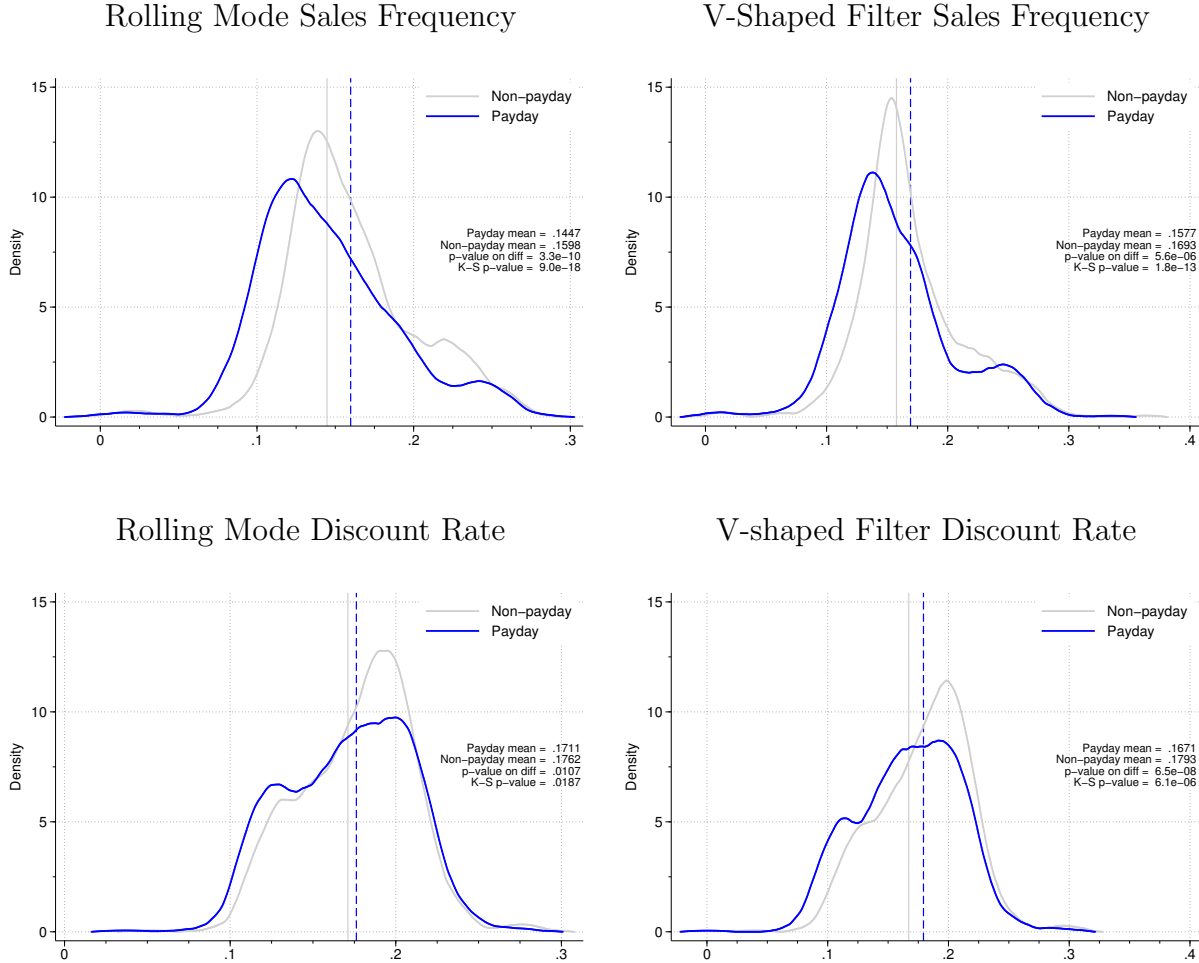 Rolling Mode Sales Frequency
15
10
5
0
Density
0
.1
.2
.3
Non−payday
Payday
Payday mean = .1447
Non-payday mean = .1598
p-value on diff = 3.3e-10
K−S p-value = 9.0e-18
V-Shaped Filter Sales Frequency
15
10
5
0
Density
0
.1
.2
.3
.4
Non−payday
Payday
Payday mean = .1577
Non-payday mean = .1693
p-value on diff = 5.6e-06
K−S p-value = 1.8e-13
Rolling Mode Discount Rate
15
10
5
0
Density
0
.1
.2
.3
Non−payday
Payday
Payday mean = .1711
Non-payday mean = .1762
p-value on diff = .0107
K−S p-value = .0187
V-shaped Filter Discount Rate
15
10
5
0
Density
0
.1
.2
.3
.4
Non−payday
Payday
Payday mean = .1671
Non-payday mean = .1793
p-value on diff = 6.5e-08
K−S p-value = 6.1e-06